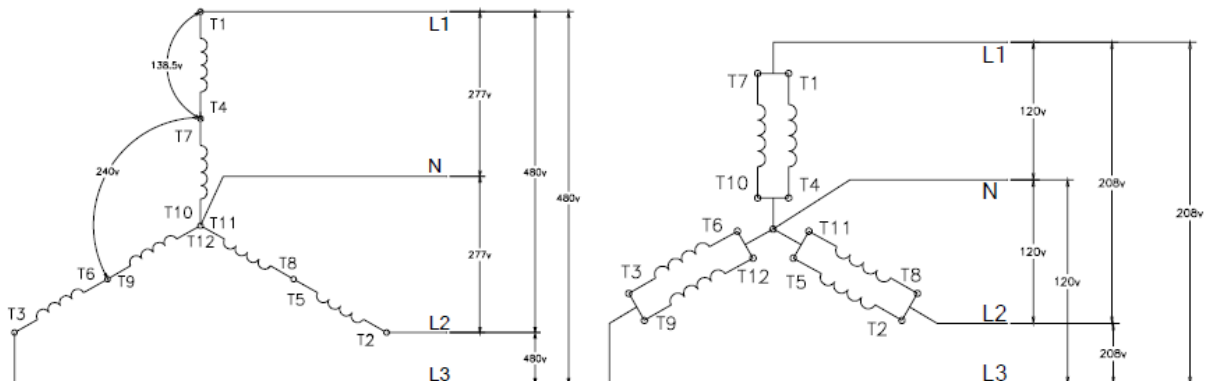 T1
L1
138.5v
T4
T7
277v
240v
N
480v
480v
T10
T11
T12
T6
T9
T8
T5
277v
T3
T2
L2
480v
L3
L1
T7
T1
120v
T10
T4
N
208v
208v
T6
T11
T12
T5
120v
120v
T3
T8
T9
T2
L2
208v
L3